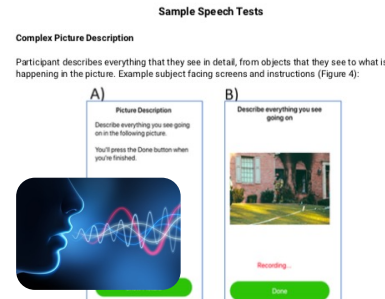 Sample Speech Tests
Complex Picture Description
Participant describes everything that they see in detail, from objects that they see to what is
happening in the picture. Example subject facing screens and instructions (Figure 4):
A)
Picture Description
Describe everything you see going
on in the following picture.
You'll press the Done button when
you're finished.
B)
Describe everything you see
going on
Recording...
Done